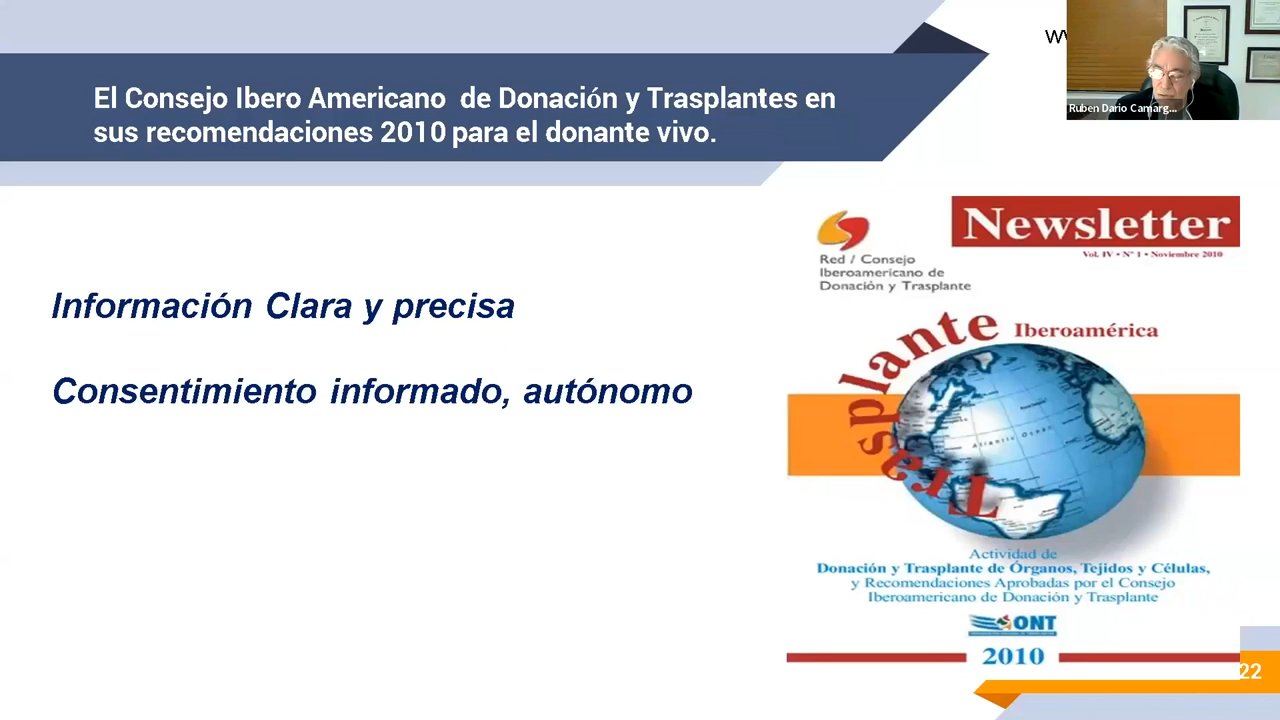 El Consejo Ibero Americano de Donación y Trasplantes en
sus recomendaciones 2010 para el donante vivo.
Ruben Dario Camarg...
Información Clara y precisa
Consentimiento informado, autónomo
Red / Consejo
Iberoamericano de
Donación y Trasplante
Newsletter
Vol. IV • Nº 1 • Noviembre 2010
Trasplante Iberoamérica
Atlantic Ocean
Actividad de
Donación y Trasplante de Órganos, Tejidos y Células,
y Recomendaciones Aprobadas por el Consejo
Iberoamericano de Donación y Trasplante
ONT
2010
22